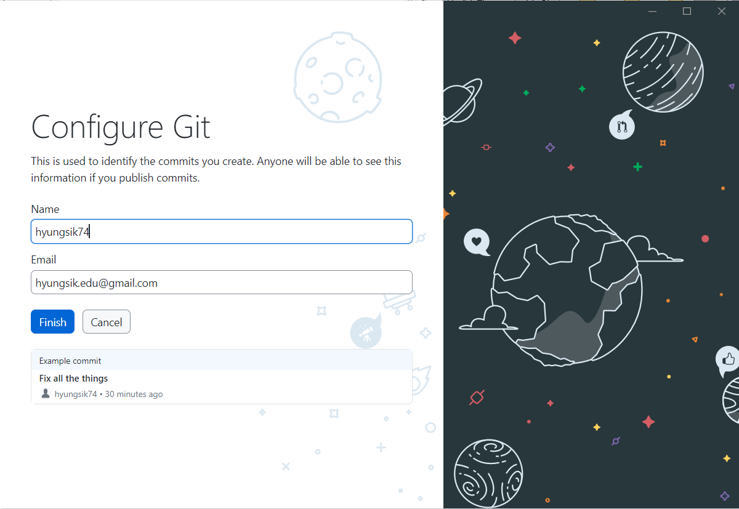 Configure Git
This is used to identify the commits you create. Anyone will be able to see this
information if you publish commits.
Name
hyungsik74
Email
hyungsik.edu@gmail.com
Finish
Cancel
Example commit
Fix all the things
hyungsik74 • 30 minutes ago